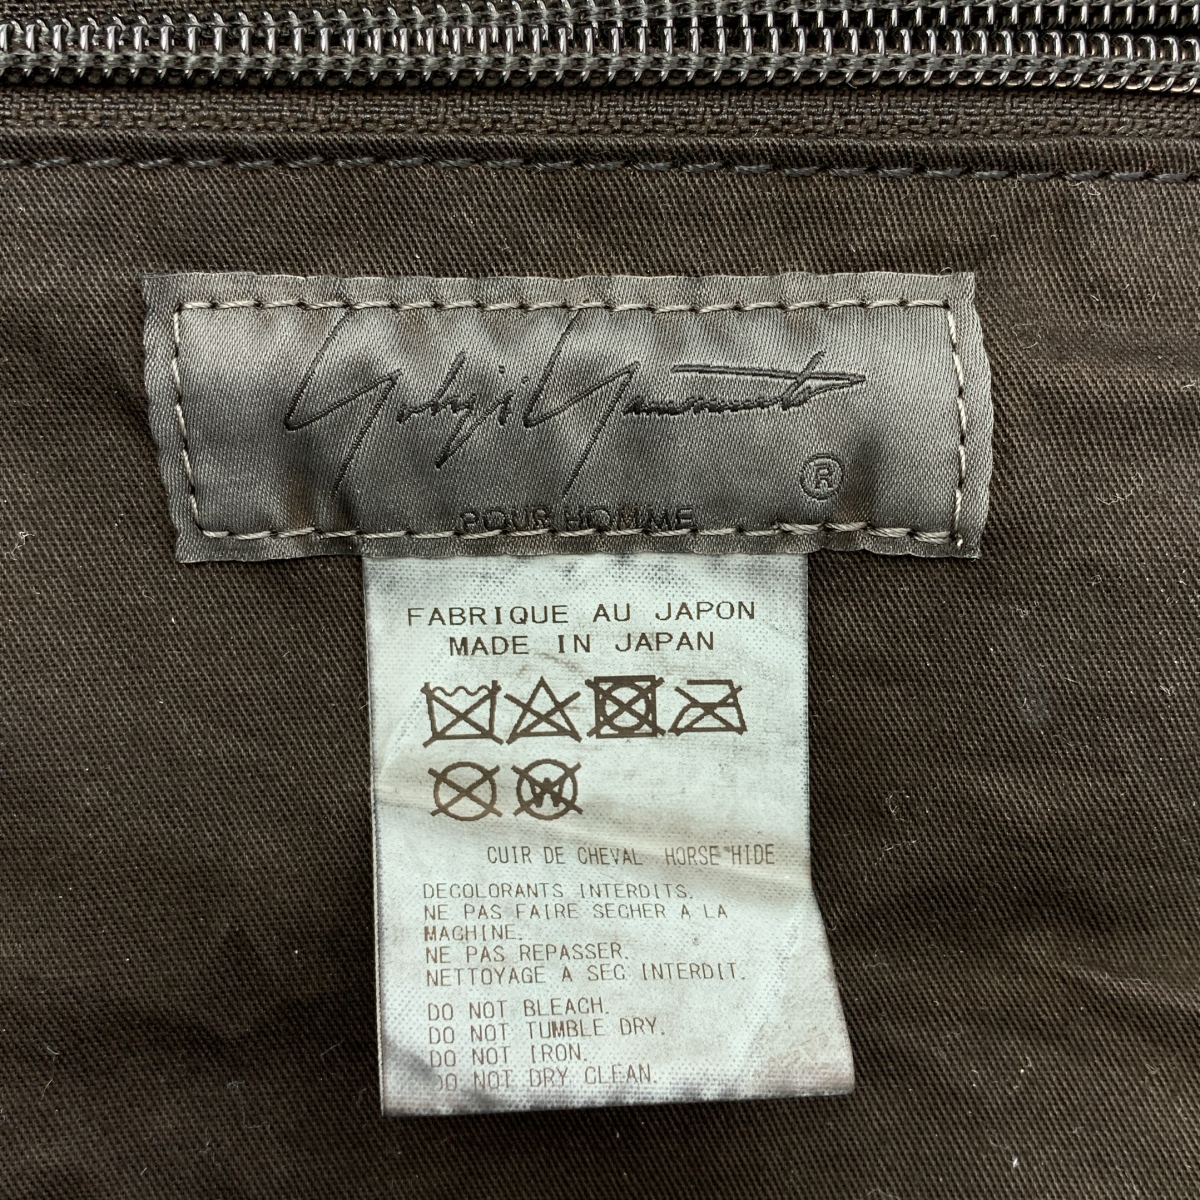 Yohji Yamamoto
®
POUR HOMME
FABRIQUE AU JAPON
MADE IN JAPAN
W
CUIR DE CHEVAL HORSE HIDE
DECOLORANTS INTERDITS.
NE PAS FAIRE SECHER A LA
MACHINE.
NE PAS REPASSER.
NETTOYAGE A SEC INTERDIT.
DO NOT BLEACH.
DO NOT TUMBLE DRY.
DO NOT IRON.
DO NOT DRY CLEAN.